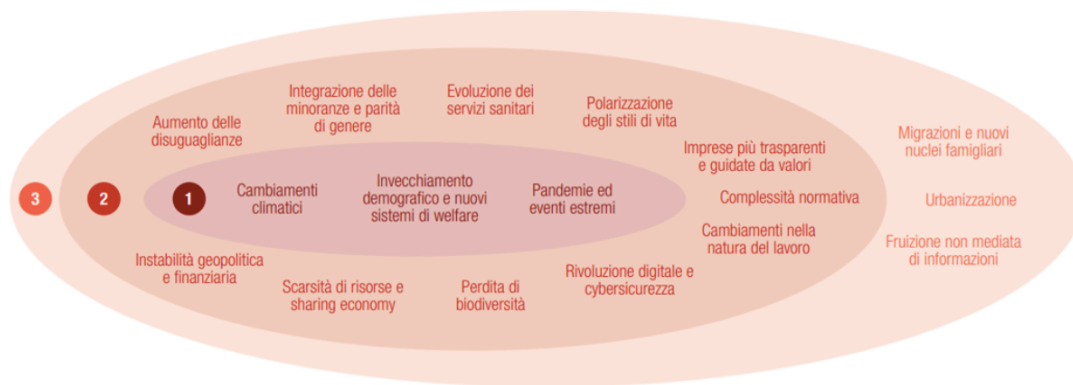 Integrazione delle
minoranze e parità
di genere
Evoluzione dei
servizi sanitari
Polarizzazione
degli stili di vita
Aumento delle
disuguaglianze
Imprese più trasparenti
e guidate da valori
Migrazioni e nuovi
nuclei famigliari
3
2
1
Cambiamenti
climatici
Invecchiamento
demografico e nuovi
sistemi di welfare
Pandemie ed
eventi estremi
Complessità normativa
Urbanizzazione
Cambiamenti nella
natura del lavoro
Fruizione non mediata
di informazioni
Instabilità geopolitica
e finanziaria
Scarsità di risorse e
sharing economy
Perdita di
biodiversità
Rivoluzione digitale e
cybersicurezza